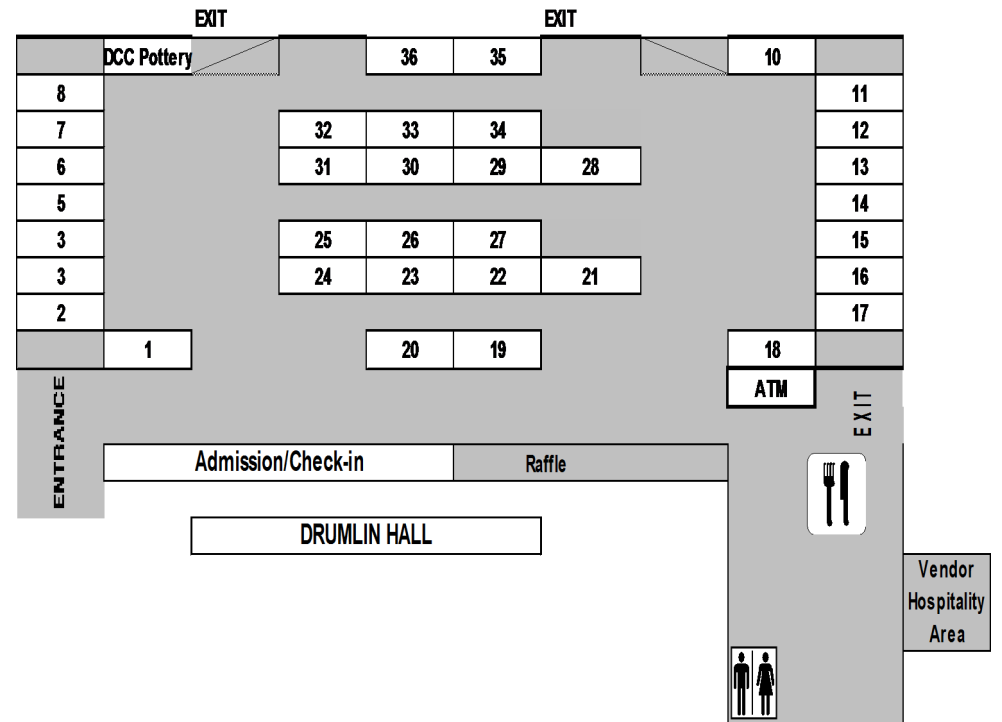 EXIT EXIT
DCC Pottery 36 35 10
8 11
7 32 33 34 12
6 31 30 29 28 13
5 14
3 25 26 27 15
3 24 23 22 21 16
2 17
1 20 19 18
ATM
ENTRANCE
EXIT
Admission/Check-in Raffle
DRUMLIN HALL
Vendor
Hospitality
Area